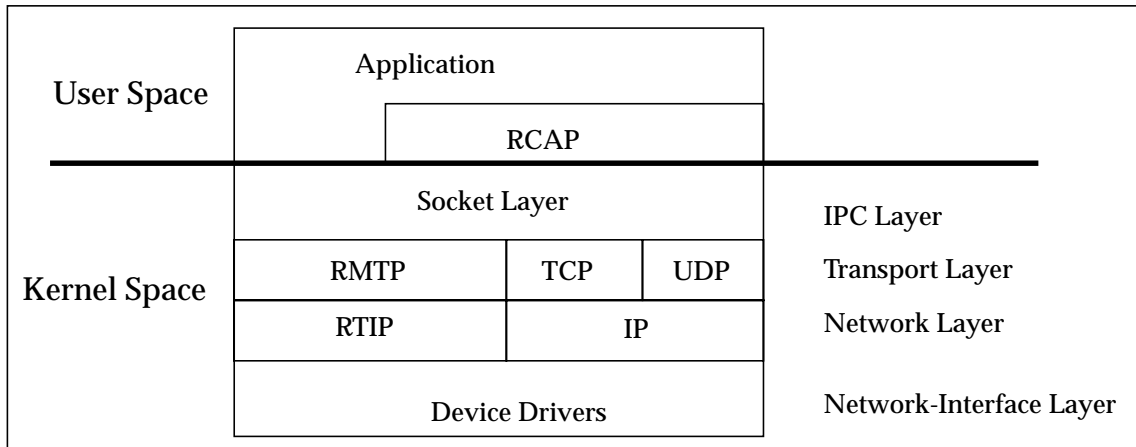 Application
User Space
RCAP
Socket Layer
IPC Layer
RMTP
TCP
UDP
Transport Layer
Kernel Space
RTIP
IP
Network Layer
Device Drivers
Network-Interface Layer